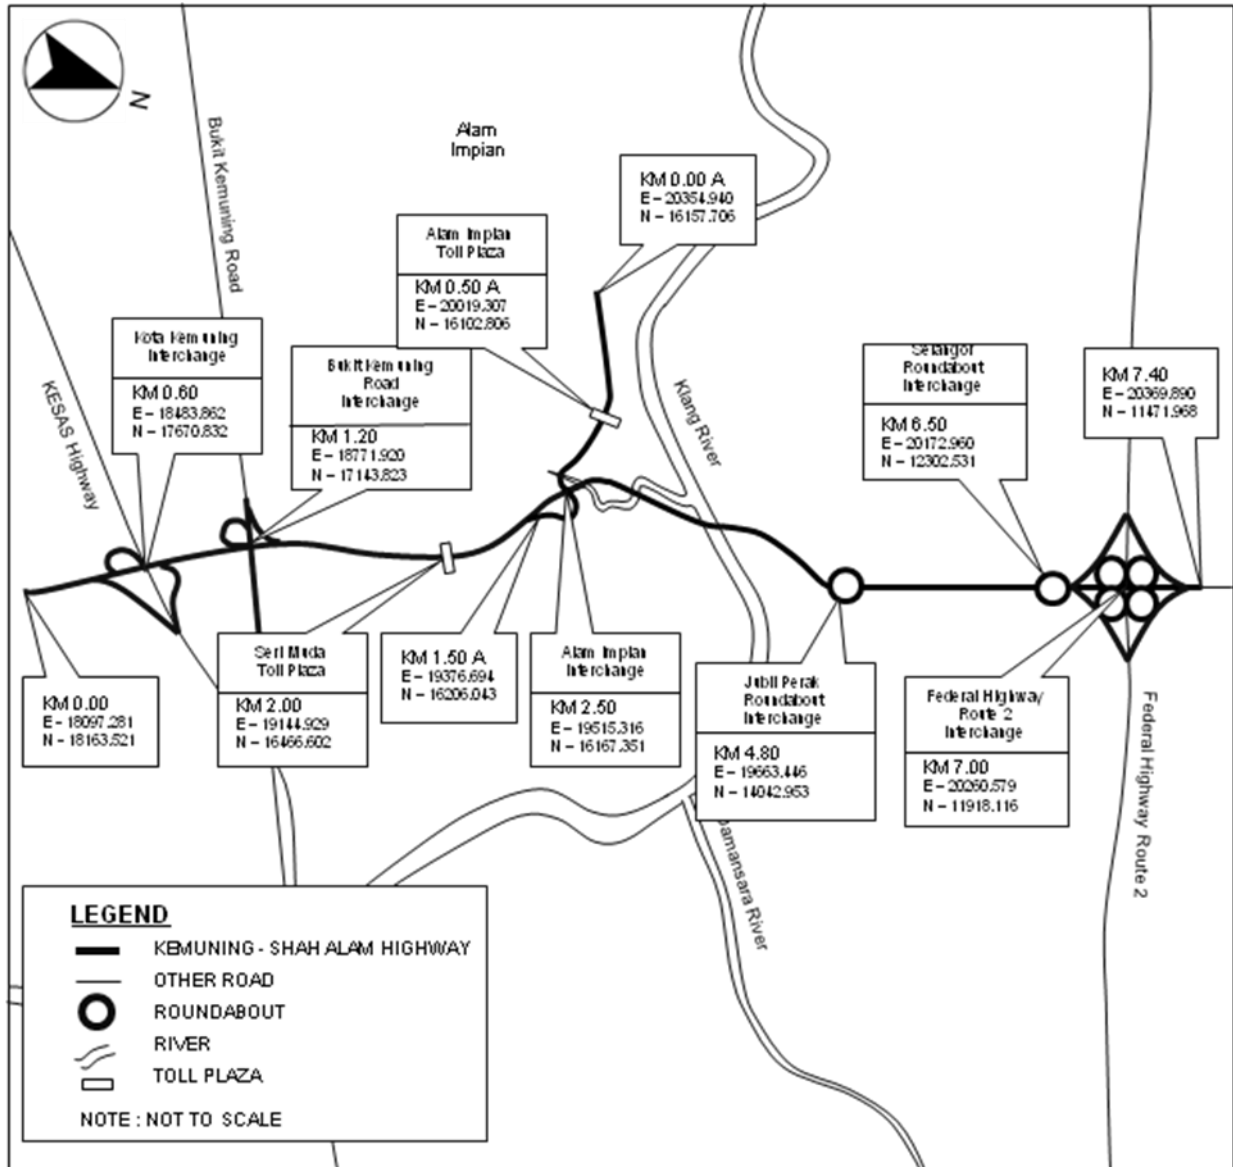 N
Bukit Kemuning Road
Alam
Impian
KM 0.00 A
E – 20354.940
N – 16157.706
Alam Impian
Toll Plaza
KM 0.50 A
E – 20019.307
N – 16102.806
Kota Kemuning
Interchange
KM 0.60
E – 18483.862
N – 17670.832
Bukit Kemuning
Road
Interchange
KM 1.20
E – 18771.920
N – 17143.823
KESAS Highway
Klang River
Selangor
Roundabout
Interchange
KM 6.50
E – 20172.960
N – 12302.531
KM 7.40
E – 20369.890
N – 11471.968
KM 0.00
E – 18097.281
N – 18163.521
Seri Muda
Toll Plaza
KM 2.00
E – 19144.929
N – 16466.602
KM 1.50 A
E – 19376.694
N – 16206.043
Alam Impian
Interchange
KM 2.50
E – 19515.316
N – 16167.351
Jubli Perak
Roundabout
Interchange
KM 4.80
E – 19663.446
N – 14042.953
Federal Highway
Route 2
Interchange
KM 7.00
E – 20260.579
N – 11918.116
Federal Highway Route 2
Damansara River
LEGEND
KEMUNING - SHAH ALAM HIGHWAY
OTHER ROAD
ROUNDABOUT
RIVER
TOLL PLAZA
NOTE : NOT TO SCALE